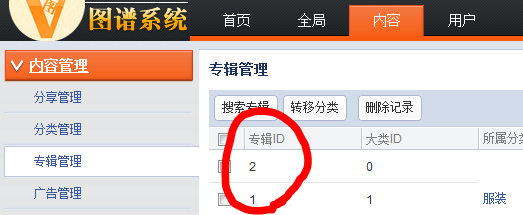 图谱系统
首页 全局 内容 用户
内容管理
分享管理
分类管理
专辑管理
广告管理
专辑管理
搜索专辑 转移分类 删除记录
专辑ID 大类ID 所属分
2 0
1 1 服装